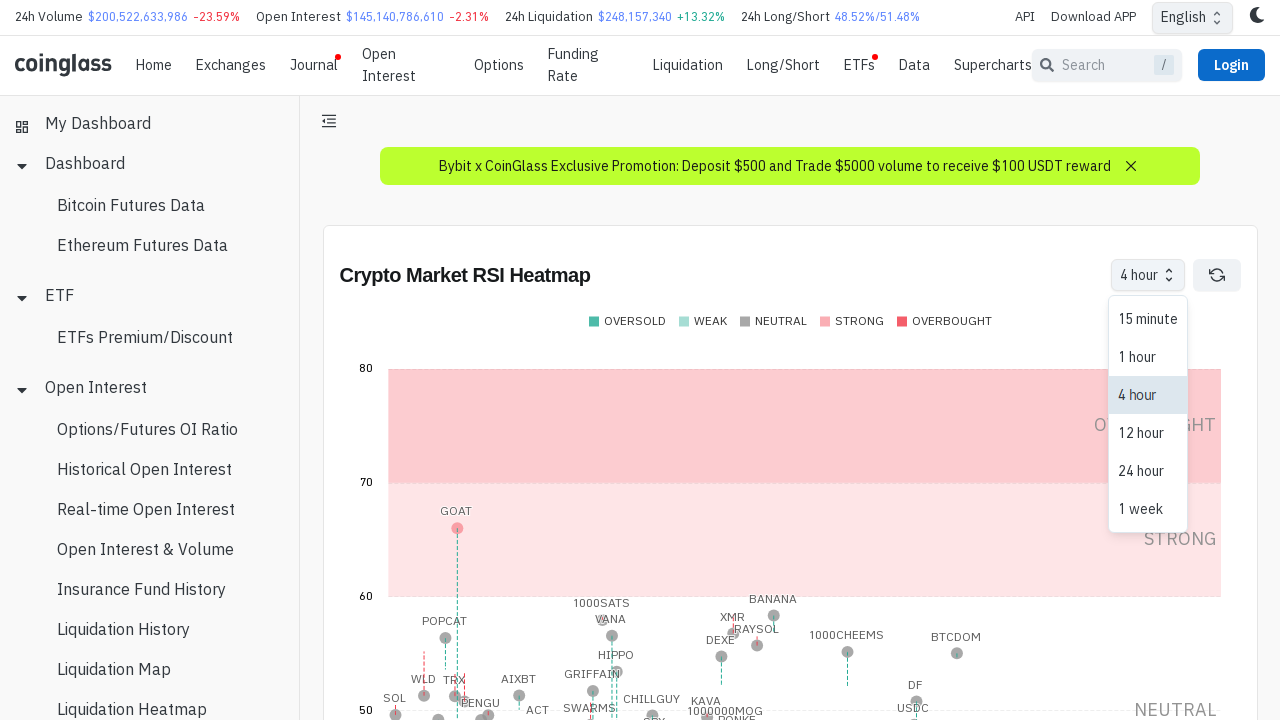 24h Volume $200,522,633,986 -23.59% Open Interest $145,140,786,610 -2.31% 24h Liquidation $248,157,340 +13.32% 24h Long/Short 48.52%/51.48% API Download APP English
coinglass Home Exchanges Journal Open Interest Options Funding Rate Liquidation Long/Short ETFs Data Supercharts Search / Login
My Dashboard
Dashboard
Bitcoin Futures Data
Ethereum Futures Data
ETF
ETFs Premium/Discount
Open Interest
Options/Futures OI Ratio
Historical Open Interest
Real-time Open Interest
Open Interest & Volume
Insurance Fund History
Liquidation History
Liquidation Map
Liquidation Heatmap
Bybit x CoinGlass Exclusive Promotion: Deposit $500 and Trade $5000 volume to receive $100 USDT reward
Crypto Market RSI Heatmap
4 hour
15 minute
1 hour
4 hour
12 hour
24 hour
1 week
OVERSOLD WEAK NEUTRAL STRONG OVERBOUGHT
80
70
GOAT
STRONG
60
1000SATS
BANANA
POPCAT
VANA
XMR
RAYSOL
1000CHEEMS
BTCDOM
DEXE
HIPPO
WLD
TRX
AIXBT
GRIFFAIN
DF
SOL
PENGU
CHILLGUY
KAVA
50
ACT
SWARMS
1000000MOG
USDC
NEUTRAL